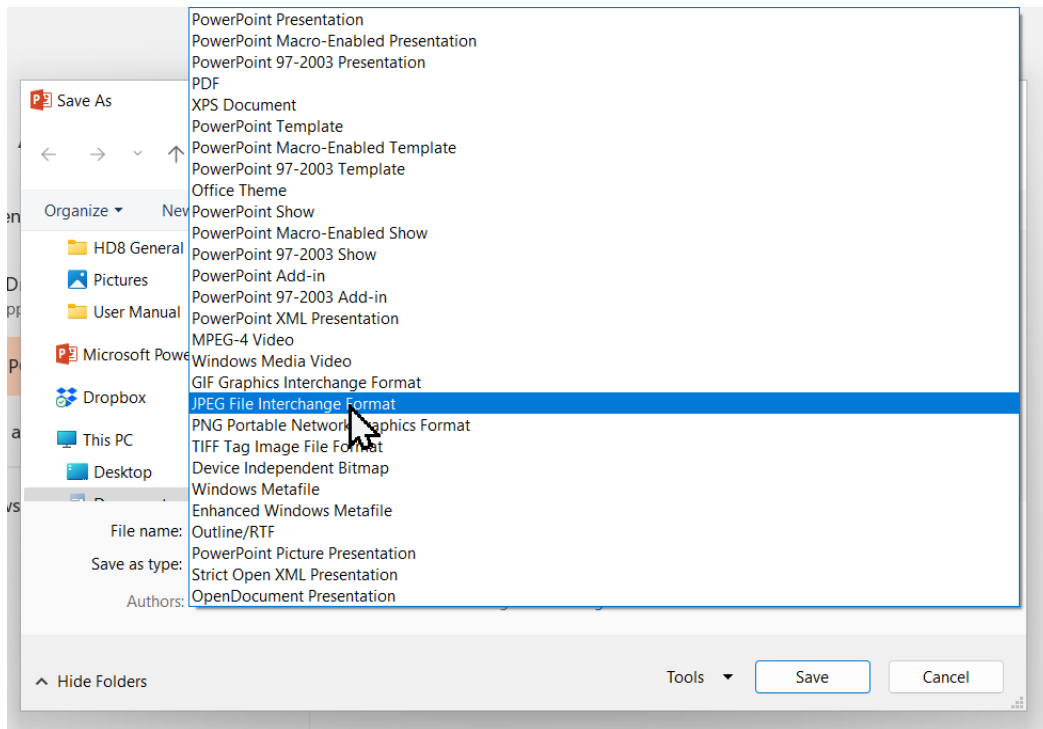 PowerPoint Presentation
PowerPoint Macro-Enabled Presentation
PowerPoint 97-2003 Presentation
PDF
XPS Document
PowerPoint Template
PowerPoint Macro-Enabled Template
PowerPoint 97-2003 Template
Office Theme
PowerPoint Show
PowerPoint Macro-Enabled Show
PowerPoint 97-2003 Show
PowerPoint Add-in
PowerPoint 97-2003 Add-in
PowerPoint XML Presentation
MPEG-4 Video
Windows Media Video
GIF Graphics Interchange Format
JPEG File Interchange Format
PNG Portable Network Graphics Format
TIFF Tag Image File Format
Device Independent Bitmap
Windows Metafile
Enhanced Windows Metafile
Outline/RTF
PowerPoint Picture Presentation
Strict Open XML Presentation
OpenDocument Presentation
Save As
Organize
New
HD8 General
Pictures
User Manual
Microsoft Powe
Dropbox
This PC
Desktop
File name:
Save as type:
Authors:
Hide Folders
Tools
Save
Cancel